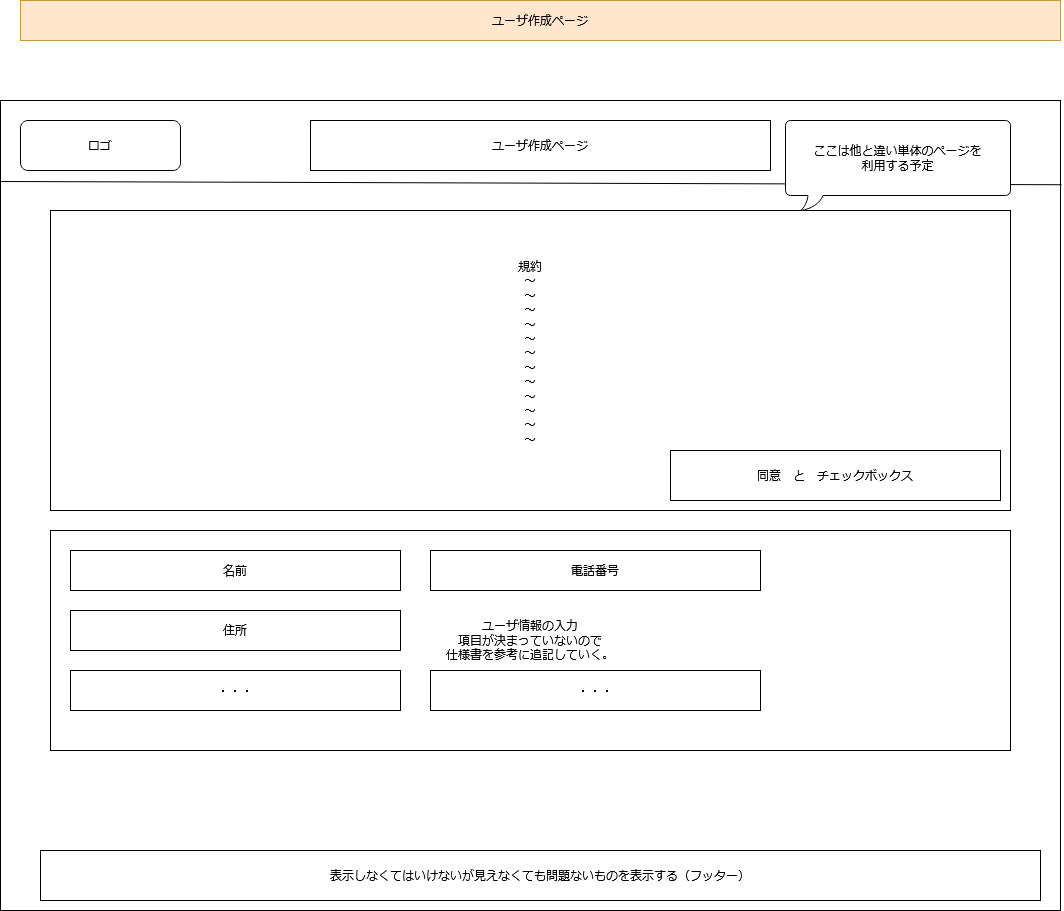 ユーザ作成ページ
ロゴ
ユーザ作成ページ
ここは他と違い単体のページを
利用する予定
規約
～
～
～
～
～
～
～
～
～
～
～
～
同意　と　チェックボックス
名前
電話番号
住所
ユーザ情報の入力
項目が決まっていないので
仕様書を参考に追記していく。
・・・
・・・
表示しなくてはいけないが見えなくても問題ないものを表示する（フッター）